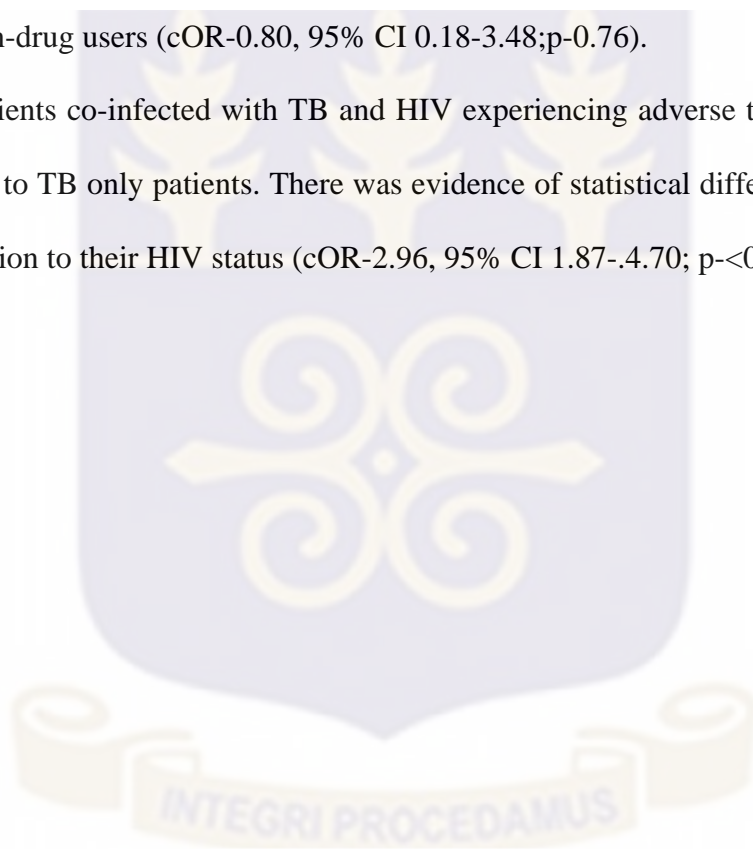 n-drug users (cOR-0.80, 95% CI 0.18-3.48;p-0.76).
ients co-infected with TB and HIV experiencing adverse t
to TB only patients. There was evidence of statistical diffe
ion to their HIV status (cOR-2.96, 95% CI 1.87-.4.70; p-<0
INTEGRI PROCEDAMUS